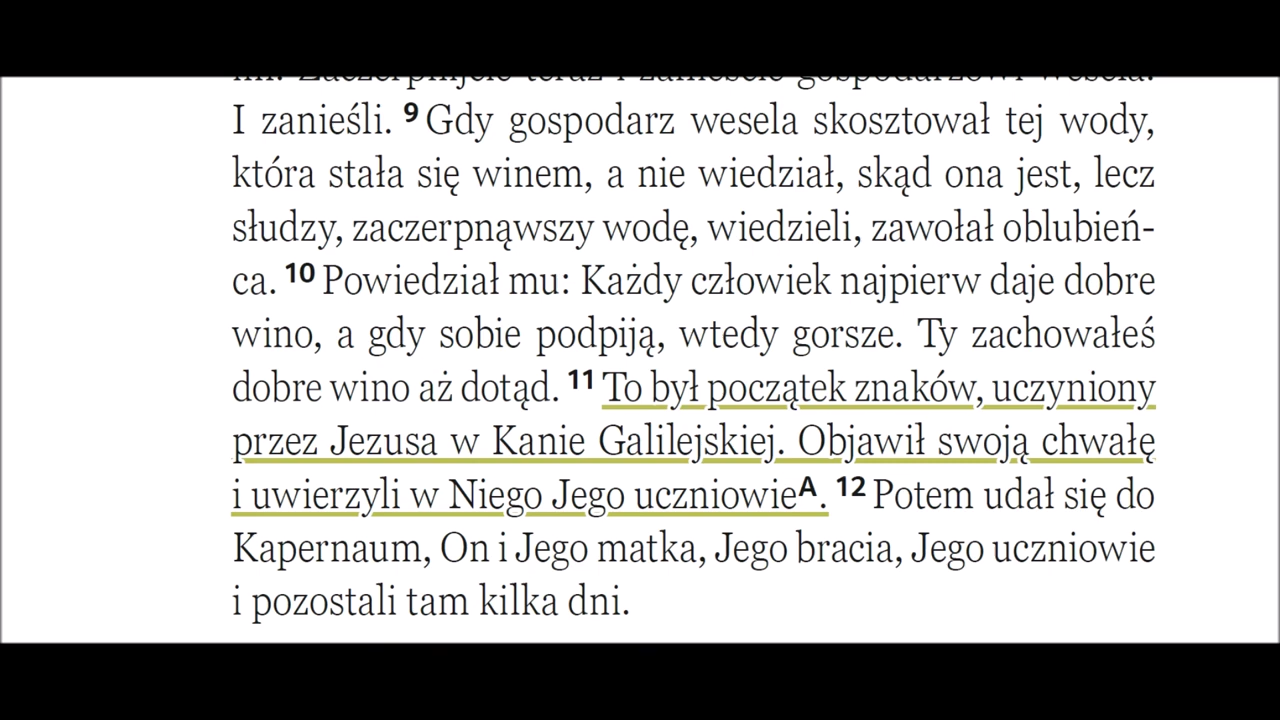 I zanieśli. 9 Gdy gospodarz wesela skosztował tej wody,
która stała się winem, a nie wiedział, skąd ona jest, lecz
słudzy, zaczerpnąwszy wodę, wiedzieli, zawołał oblubień-
ca. 10 Powiedział mu: Każdy człowiek najpierw daje dobre
wino, a gdy sobie podpiją, wtedy gorsze. Ty zachowałeś
dobre wino aż dotąd. 11 To był początek znaków, uczyniony
przez Jezusa w Kanie Galilejskiej. Objawił swoją chwałę
i uwierzyli w Niego Jego uczniowieA. 12 Potem udał się do
Kapernaum, On i Jego matka, Jego bracia, Jego uczniowie
i pozostali tam kilka dni.